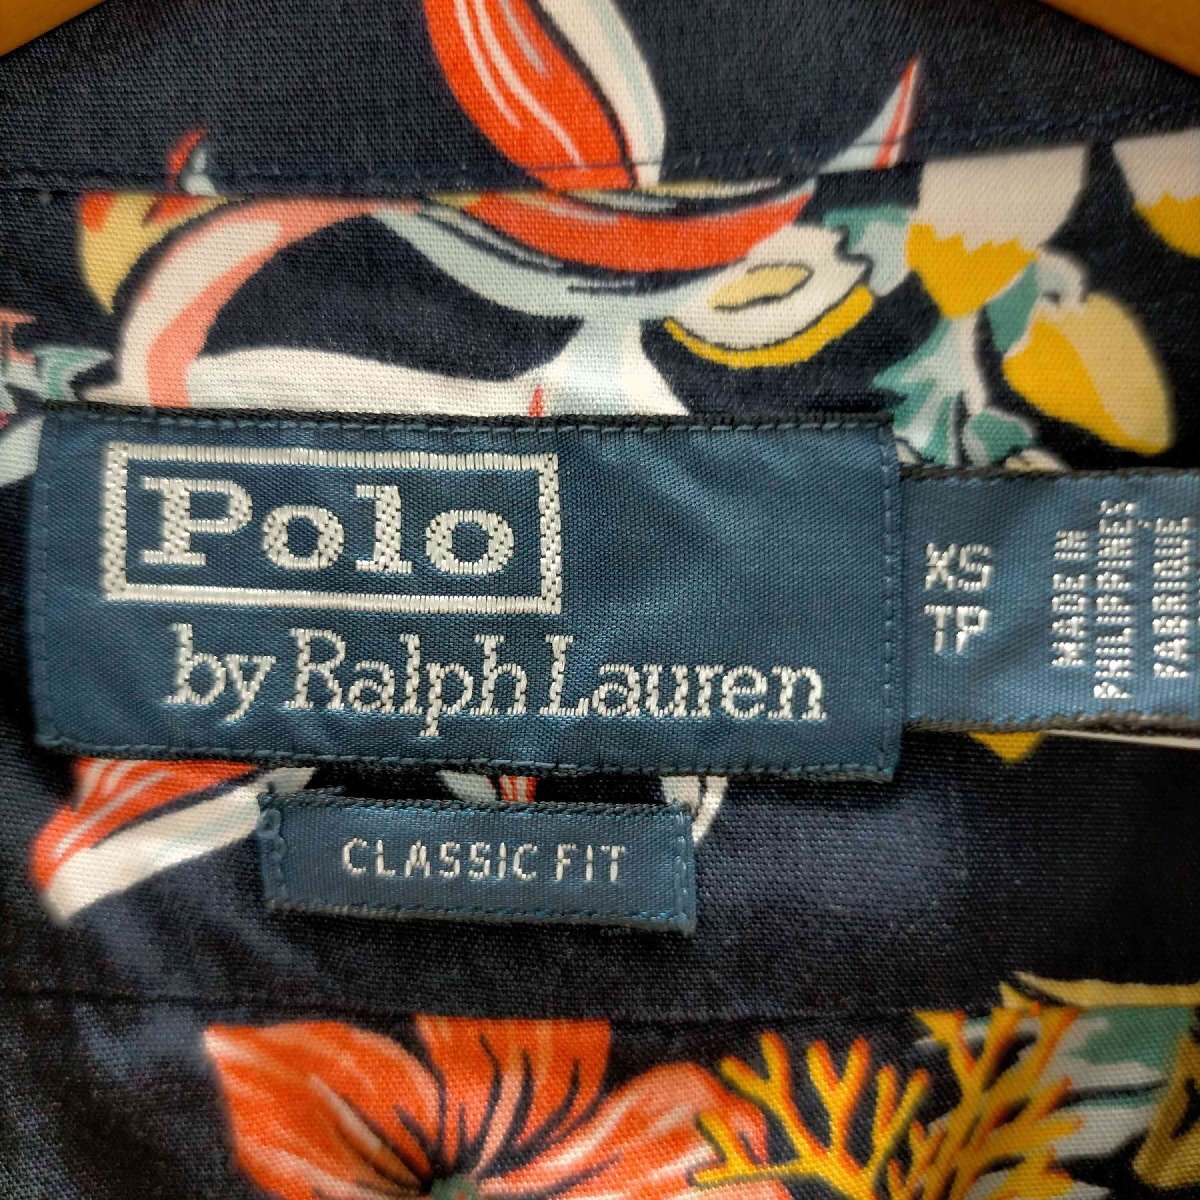 Polo
by Ralph Lauren
XS
TP
MADE IN
PHILIPPINES
FABRIQUE
CLASSIC FIT